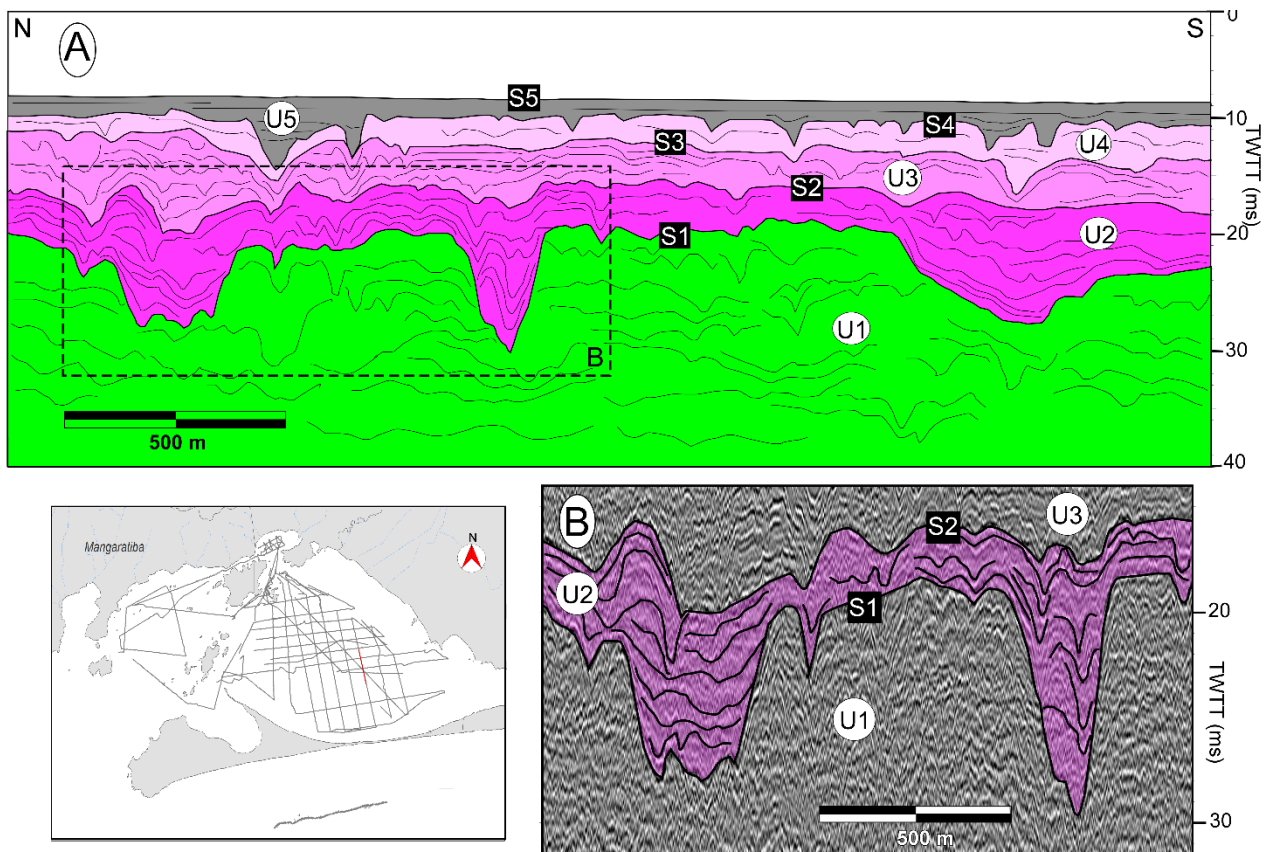 N
A
S
0
S5
U5
S4
10
S3
U4
U3
S2
TWTT (ms)
S1
U2
20
U1
B
30
500 m
40
Mangaratiba
N
B
U3
S2
U2
S1
20
U1
TWTT (ms)
500 m
30